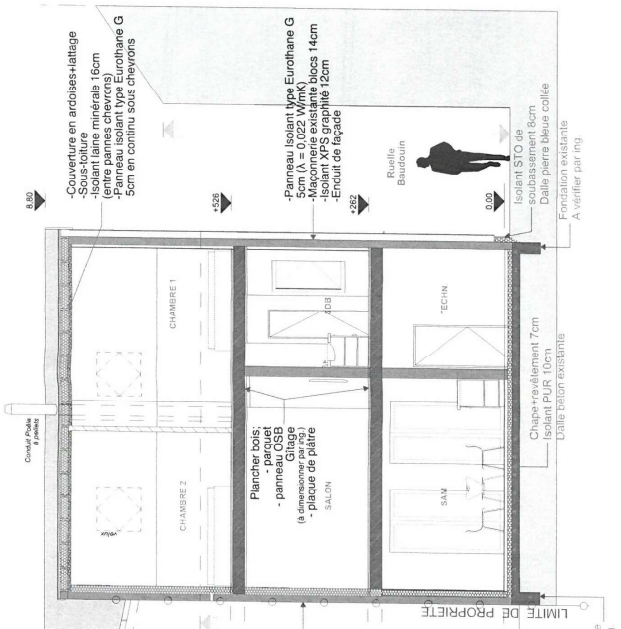 -Couverture en ardoises+lattage
-Sous-toiture
-Isolant laine minérale 16cm
(entre pannes chevrons)
-Panneau isolant type Eurothane G
5cm en continu sous chevrons
8.80
Conduit Poêle
à pellets
velux
CHAMBRE 2
CHAMBRE 1
+526
-Panneau Isolant type Eurothane G
5cm (λ = 0,022 W/mK)
-Maçonnerie existante blocs 14cm
-Isolant XPS graphité 12cm
-Enduit de façade
Plancher bois:
- parquet
- panneau OSB
Gîtage
(à dimensionner par ing.)
- plaque de plâtre
SALON
SDB
+262
Ruelle
Baudouin
SAM
TECHN.
0.00
Isolant STO de
soubassement 8cm
Dalle pierre bleue collée
Chape+revêtement 7cm
Isolant PUR 10cm
Dalle béton existante
Fondation existante
A vérifier par ing.
LIMITE DE PROPRIETE